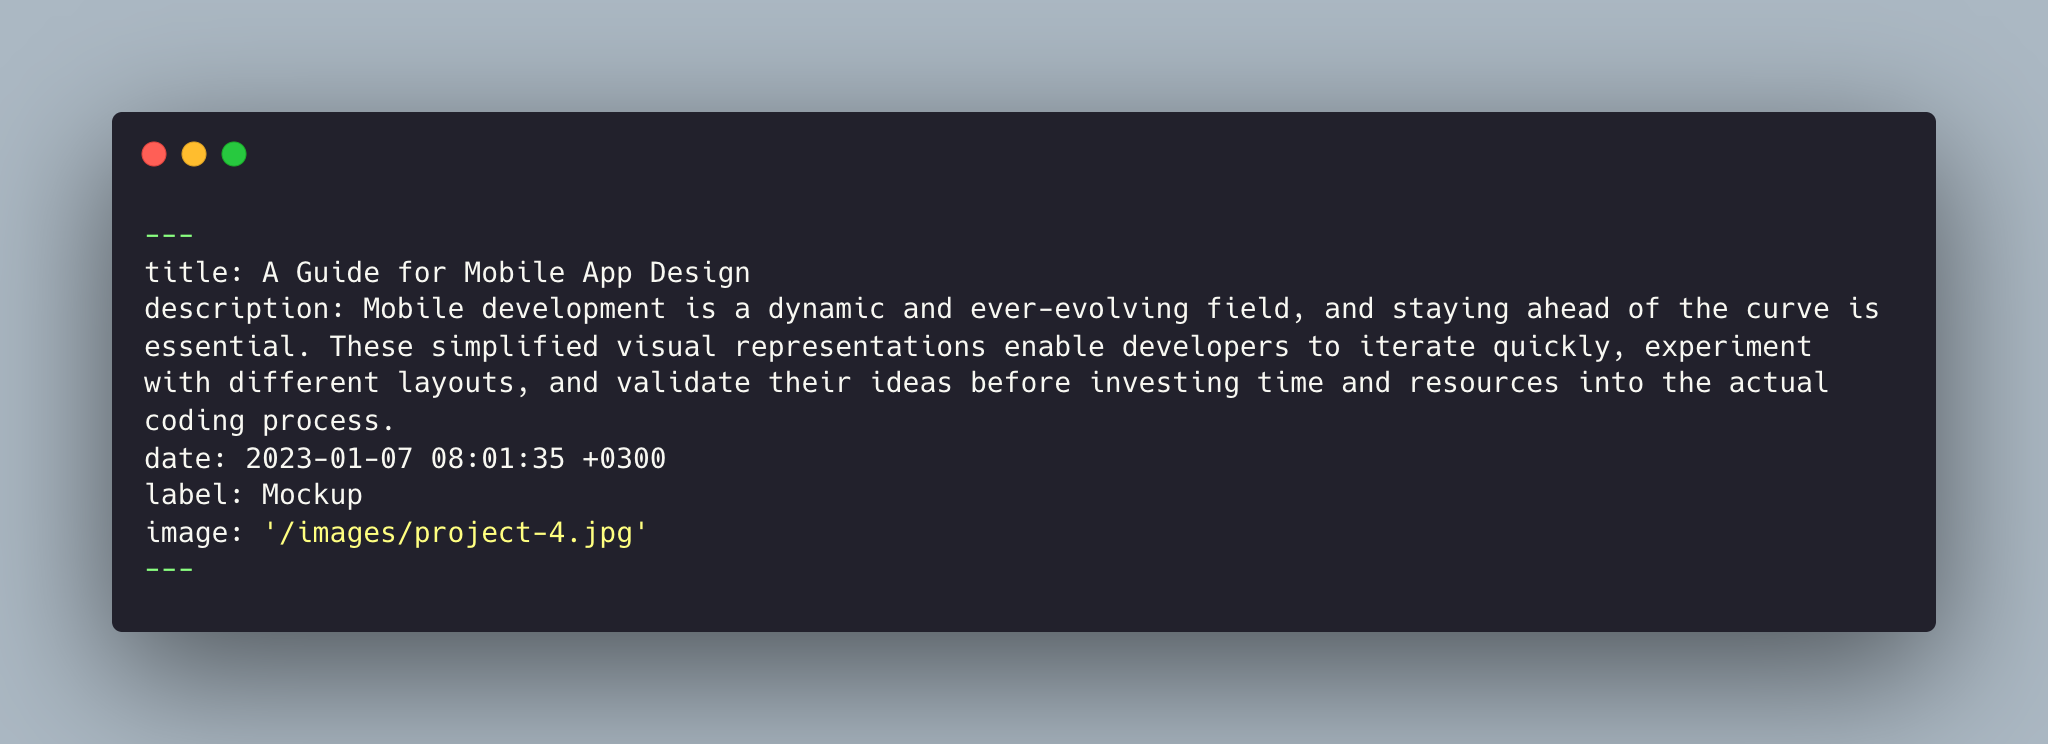 ---
title: A Guide for Mobile App Design
description: Mobile development is a dynamic and ever-evolving field, and staying ahead of the curve is
essential. These simplified visual representations enable developers to iterate quickly, experiment
with different layouts, and validate their ideas before investing time and resources into the actual
coding process.
date: 2023-01-07 08:01:35 +0300
label: Mockup
image: '/images/project-4.jpg'
---